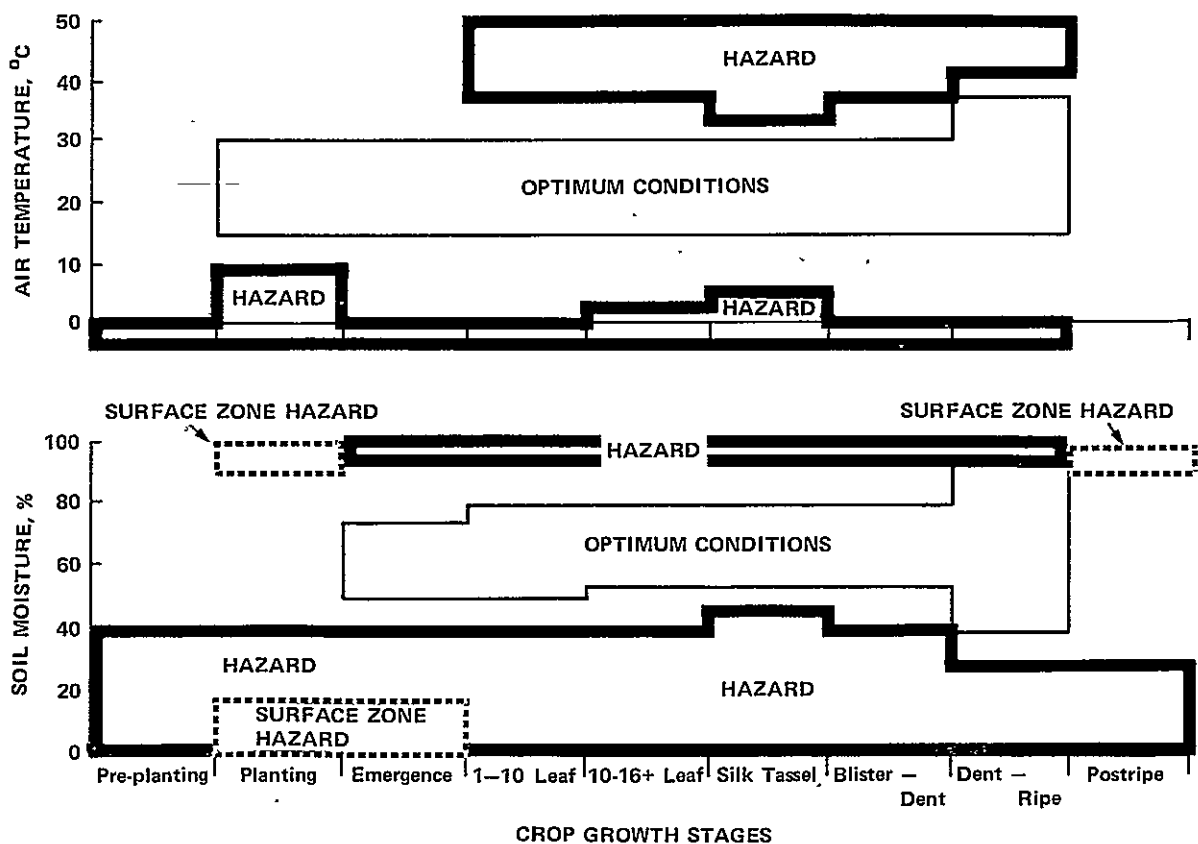 50
40
30
20
10
0
AIR TEMPERATURE, °C
HAZARD
OPTIMUM CONDITIONS
HAZARD
HAZARD
SURFACE ZONE HAZARD
SURFACE ZONE HAZARD
100
80
60
40
20
0
SOIL MOISTURE, %
HAZARD
OPTIMUM CONDITIONS
HAZARD
HAZARD
SURFACE ZONE
HAZARD
Pre-planting
Planting
Emergence
1–10 Leaf
10-16+ Leaf
Silk Tassel
Blister –
Dent
Dent –
Ripe
Postripe
CROP GROWTH STAGES